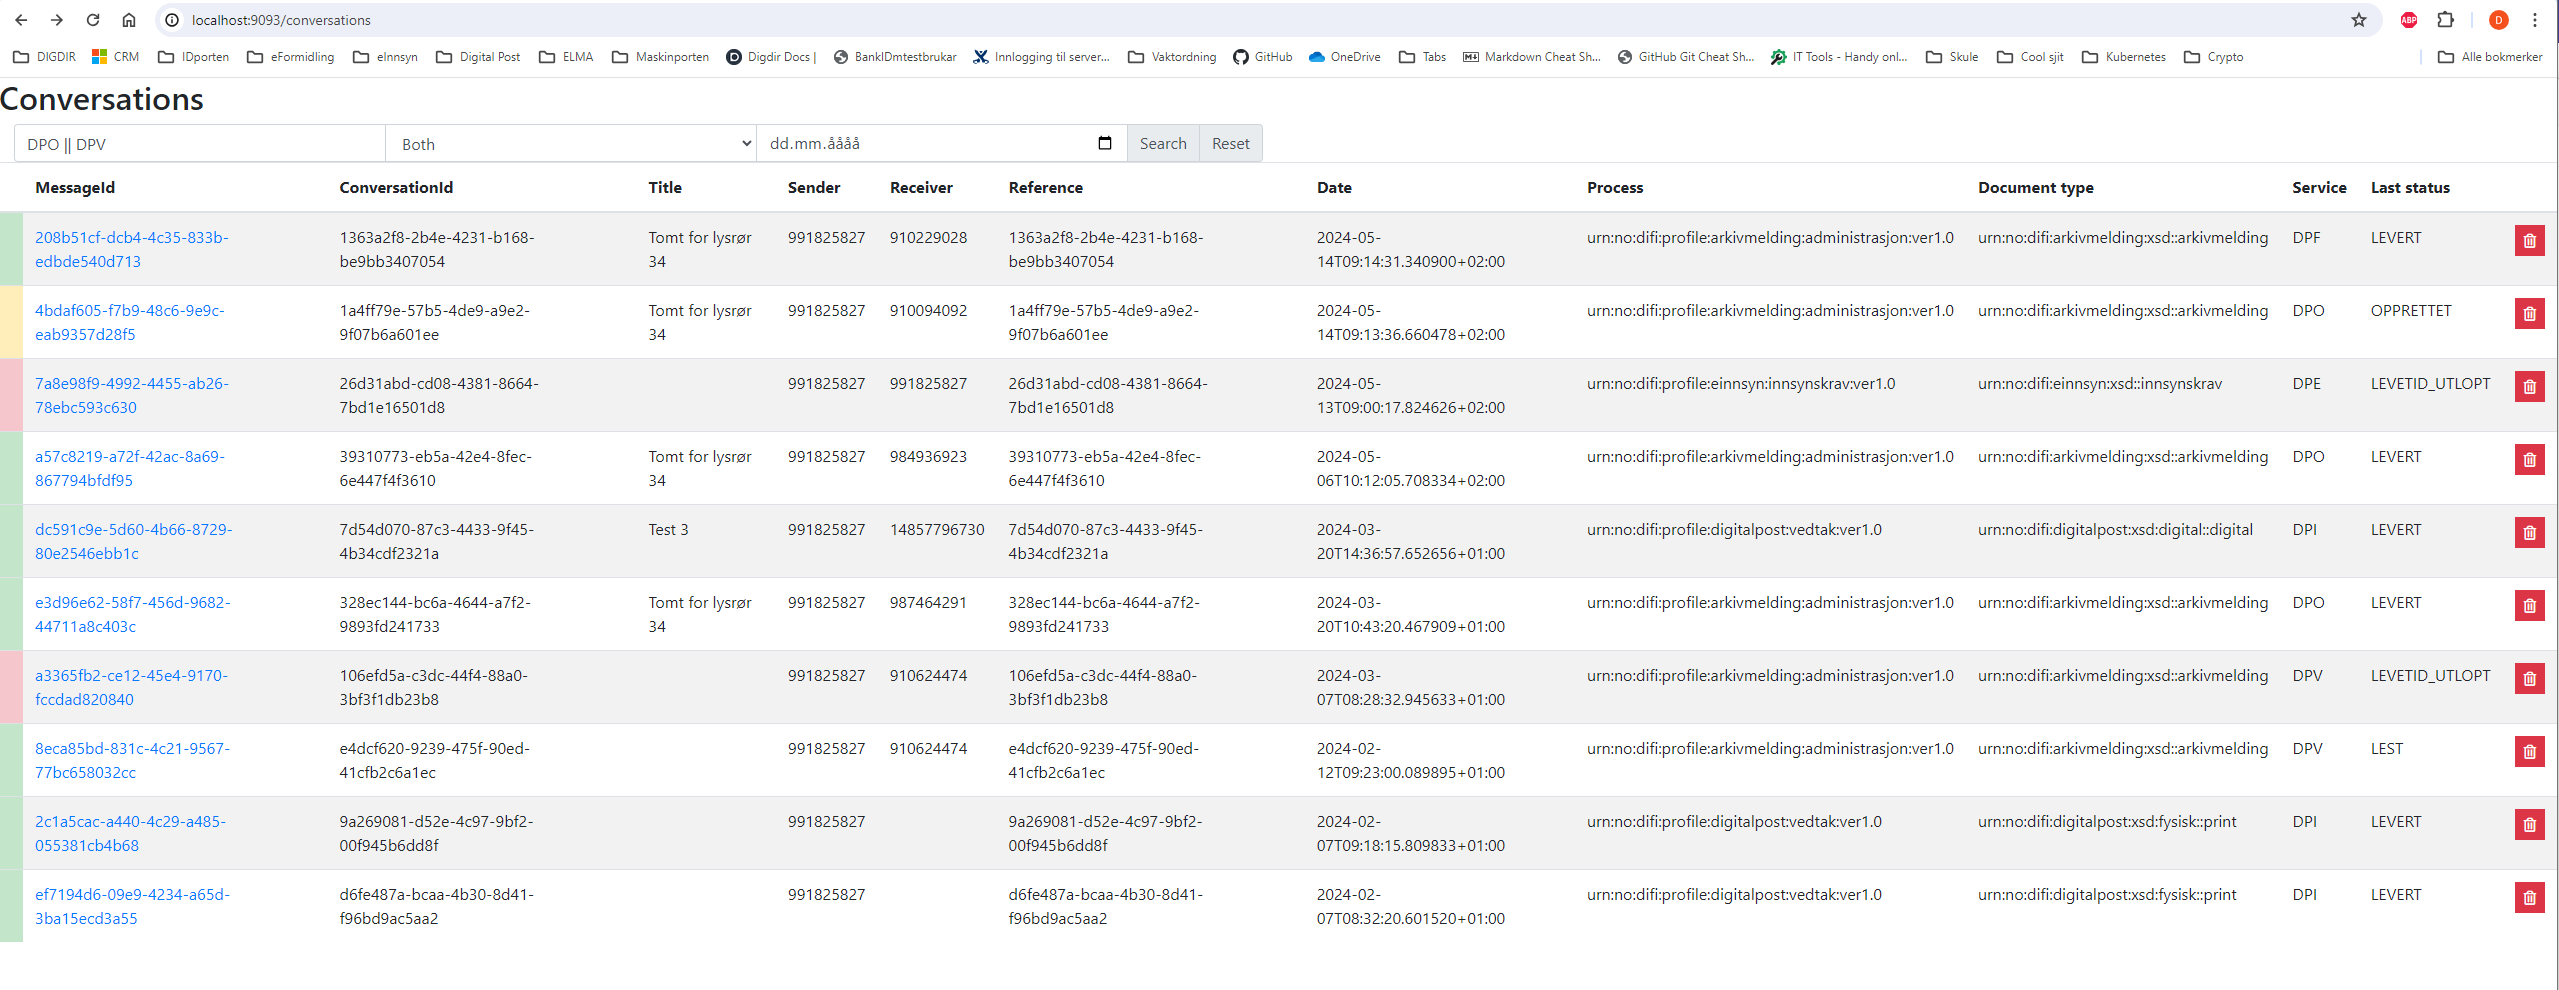 localhost:9093/conversations
ABP
D
DIGDIR CRM IDporten eFormidling eInnsyn Digital Post ELMA Maskinporten Digdir Docs | BankIDmtestbrukar Innlogging til server... Vaktordning GitHub OneDrive Tabs Markdown Cheat Sh... GitHub Git Cheat Sh... IT Tools - Handy onl... Skule Cool sjit Kubernetes Crypto Alle bokmerker
Conversations
DPO || DPV Both dd.mm.åååå Search Reset
MessageId ConversationId Title Sender Receiver Reference Date Process Document type Service Last status
208b51cf-dcb4-4c35-833b- 1363a2f8-2b4e-4231-b168- Tomt for lysrør 991825827 910229028 1363a2f8-2b4e-4231-b168- 2024-05- urn:no:difi:profile:arkivmelding:administrasjon:ver1.0 urn:no:difi:arkivmelding:xsd::arkivmelding DPF LEVERT
edbde540d713 be9bb3407054 34 be9bb3407054 14T09:14:31.340900+02:00
4bdaf605-f7b9-48c6-9e9c- 1a4ff79e-57b5-4de9-a9e2- Tomt for lysrør 991825827 910094092 1a4ff79e-57b5-4de9-a9e2- 2024-05- urn:no:difi:profile:arkivmelding:administrasjon:ver1.0 urn:no:difi:arkivmelding:xsd::arkivmelding DPO OPPRETTET
eab9357d28f5 9f07b6a601ee 34 9f07b6a601ee 14T09:13:36.660478+02:00
7a8e98f9-4992-4455-ab26- 26d31abd-cd08-4381-8664- 991825827 991825827 26d31abd-cd08-4381-8664- 2024-05- urn:no:difi:profile:einnsyn:innsynskrav:ver1.0 urn:no:difi:einnsyn:xsd::innsynskrav DPE LEVETID_UTLOPT
78ebc593c630 7bd1e16501d8 7bd1e16501d8 13T09:00:17.824626+02:00
a57c8219-a72f-42ac-8a69- 39310773-eb5a-42e4-8fec- Tomt for lysrør 991825827 984936923 39310773-eb5a-42e4-8fec- 2024-05- urn:no:difi:profile:arkivmelding:administrasjon:ver1.0 urn:no:difi:arkivmelding:xsd::arkivmelding DPO LEVERT
867794bfdf95 6e447f4f3610 34 6e447f4f3610 06T10:12:05.708334+02:00
dc591c9e-5d60-4b66-8729- 7d54d070-87c3-4433-9f45- Test 3 991825827 14857796730 7d54d070-87c3-4433-9f45- 2024-03- urn:no:difi:profile:digitalpost:vedtak:ver1.0 urn:no:difi:digitalpost:xsd:digital::digital DPI LEVERT
80e2546ebb1c 4b34cdf2321a 4b34cdf2321a 20T14:36:57.652656+01:00
e3d96e62-58f7-456d-9682- 328ec144-bc6a-4644-a7f2- Tomt for lysrør 991825827 987464291 328ec144-bc6a-4644-a7f2- 2024-03- urn:no:difi:profile:arkivmelding:administrasjon:ver1.0 urn:no:difi:arkivmelding:xsd::arkivmelding DPO LEVERT
44711a8c403c 9893fd241733 34 9893fd241733 20T10:43:20.467909+01:00
a3365fb2-ce12-45e4-9170- 106efd5a-c3dc-44f4-88a0- 991825827 910624474 106efd5a-c3dc-44f4-88a0- 2024-03- urn:no:difi:profile:arkivmelding:administrasjon:ver1.0 urn:no:difi:arkivmelding:xsd::arkivmelding DPV LEVETID_UTLOPT
fccdad820840 3bf3f1db23b8 3bf3f1db23b8 07T08:28:32.945633+01:00
8eca85bd-831c-4c21-9567- e4dcf620-9239-475f-90ed- 991825827 910624474 e4dcf620-9239-475f-90ed- 2024-02- urn:no:difi:profile:arkivmelding:administrasjon:ver1.0 urn:no:difi:arkivmelding:xsd::arkivmelding DPV LEST
77bc658032cc 41cfb2c6a1ec 41cfb2c6a1ec 12T09:23:00.089895+01:00
2c1a5cac-a440-4c29-a485- 9a269081-d52e-4c97-9bf2- 991825827 9a269081-d52e-4c97-9bf2- 2024-02- urn:no:difi:profile:digitalpost:vedtak:ver1.0 urn:no:difi:digitalpost:xsd:fysisk::print DPI LEVERT
055381cb4b68 00f945b6dd8f 00f945b6dd8f 07T09:18:15.809833+01:00
ef7194d6-09e9-4234-a65d- d6fe487a-bcaa-4b30-8d41- 991825827 d6fe487a-bcaa-4b30-8d41- 2024-02- urn:no:difi:profile:digitalpost:vedtak:ver1.0 urn:no:difi:digitalpost:xsd:fysisk::print DPI LEVERT
3ba15ecd3a55 f96bd9ac5aa2 f96bd9ac5aa2 07T08:32:20.601520+01:00